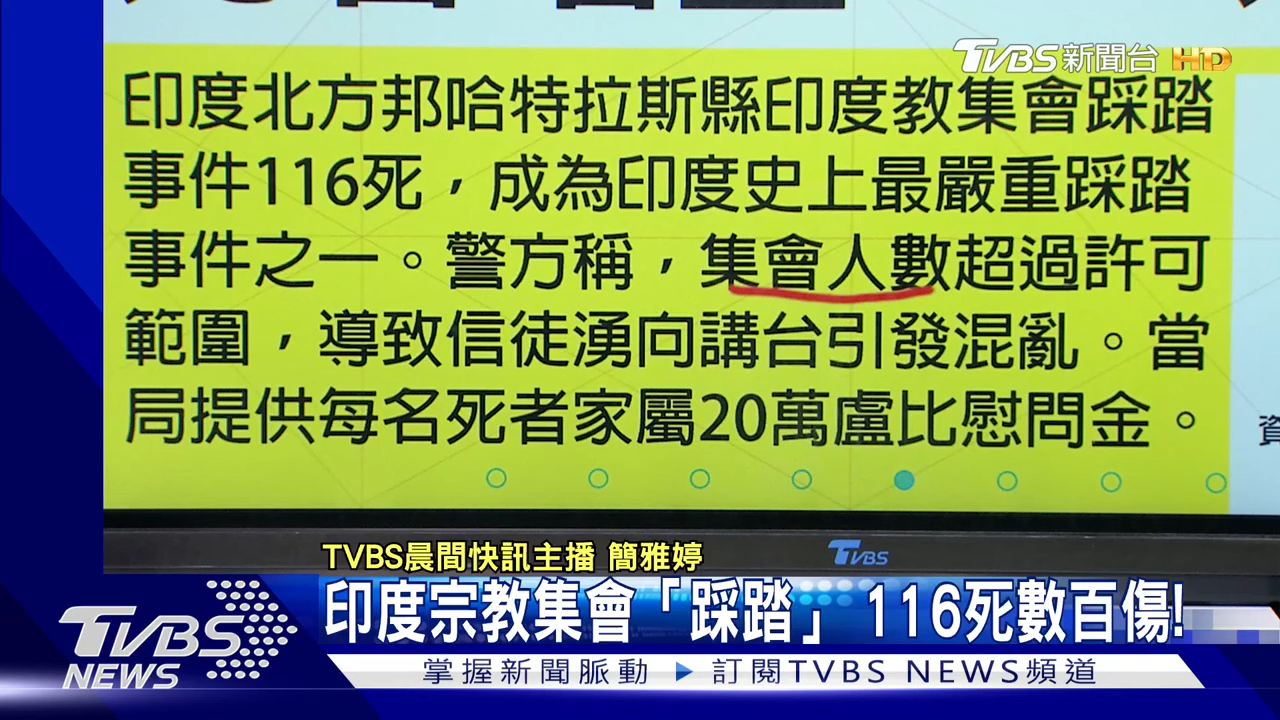 TVBS新聞台 HD
印度北方邦哈特拉斯縣印度教集會踩踏
事件116死，成為印度史上最嚴重踩踏
事件之一。警方稱，集會人數超過許可
範圍，導致信徒湧向講台引發混亂。當
局提供每名死者家屬20萬盧比慰問金。
資
TVBS
TVBS晨間快訊主播 簡雅婷
印度宗教集會「踩踏」 116死數百傷!
TVBS NEWS
掌握新聞脈動 ▶ 訂閱TVBS NEWS頻道